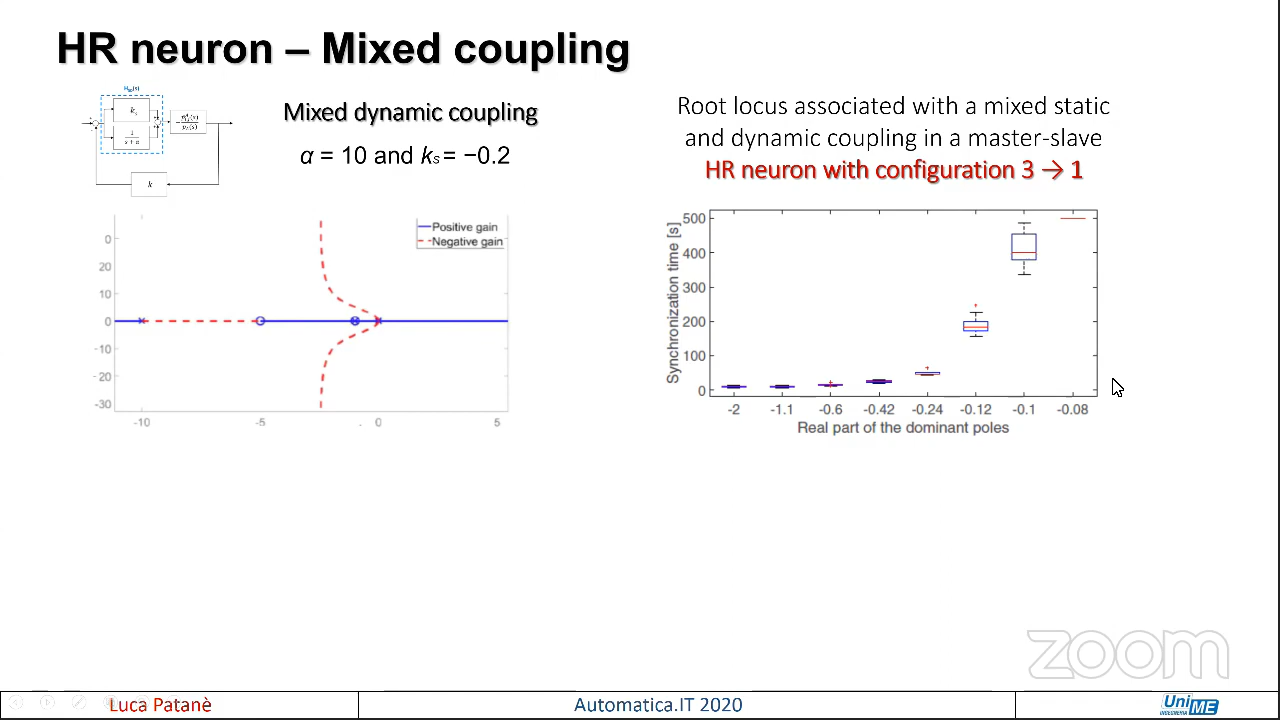 HR neuron – Mixed coupling
Mixed dynamic coupling
α = 10 and ks = −0.2
Root locus associated with a mixed static
and dynamic coupling in a master-slave
HR neuron with configuration 3 → 1
k
Positive gain
Negative gain
0
20
10
0
-10
-20
-30
-10
-5
0
5
Synchronization time [s]
500
400
300
200
100
0
-2
-1.1
-0.6
-0.42
-0.24
-0.12
-0.1
-0.08
Real part of the dominant poles
zoom
Luca Patanè
Automatica.IT 2020
UniME